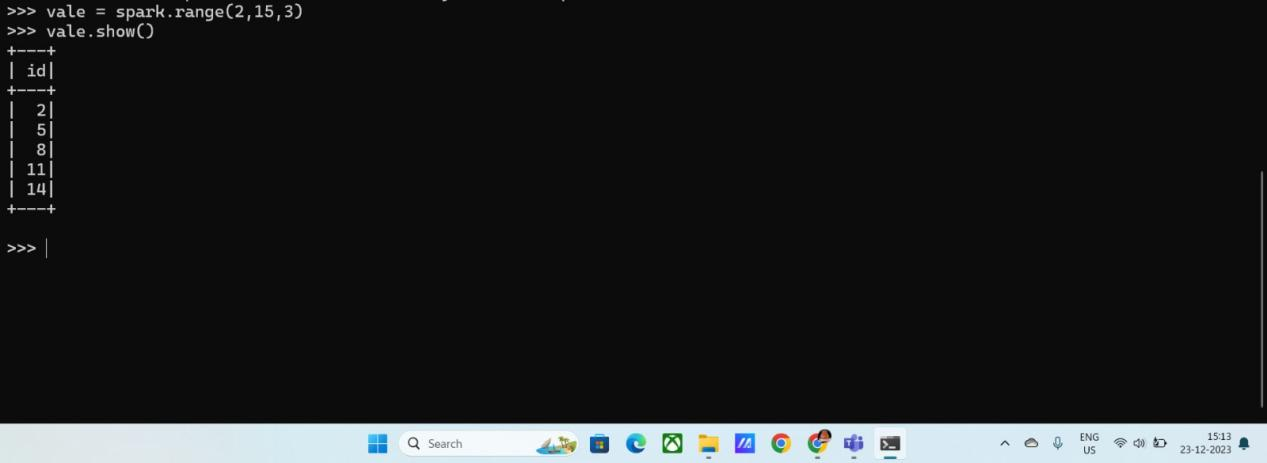 >>> vale = spark.range(2,15,3)
>>> vale.show()
+---+
| id|
+---+
|  2|
|  5|
|  8|
| 11|
| 14|
+---+
>>>
Search
ENG
US
15:13
23-12-2023